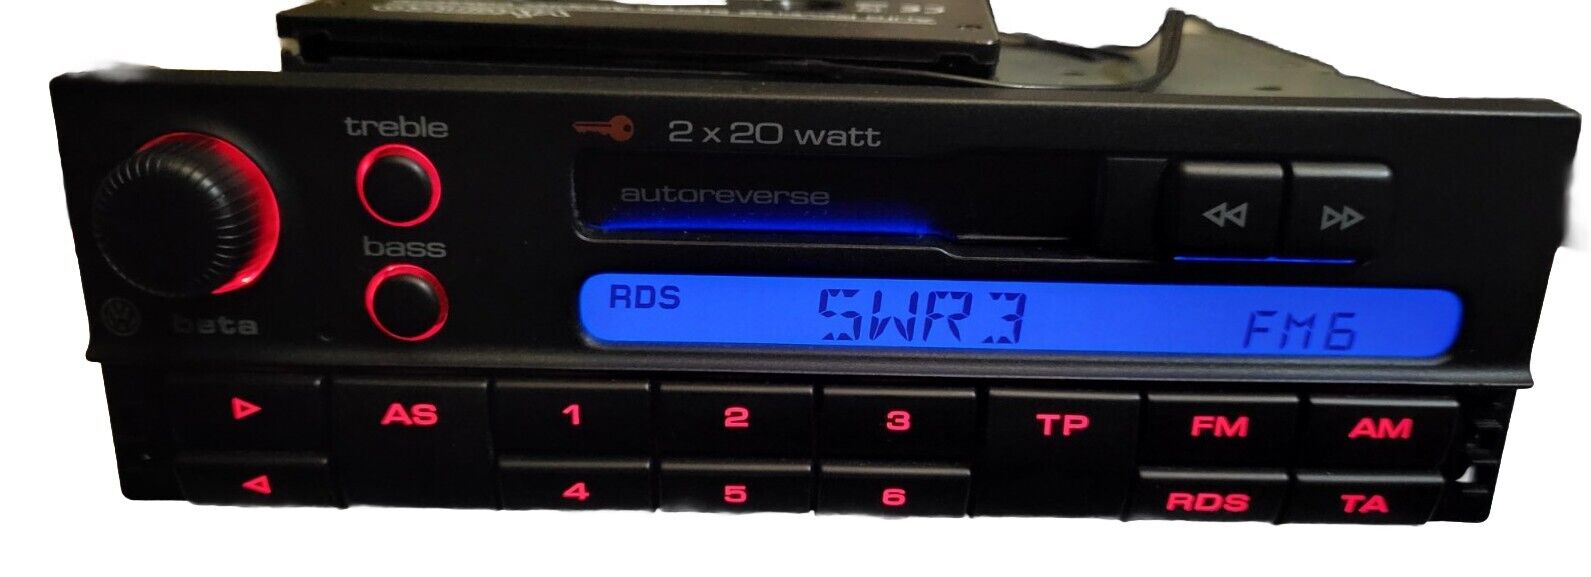 treble
2 x 20 watt
autoreverse
bass
beta
RDS SWR3 FM6
AS 1 2 3 TP FM AM
4 5 6 RDS TA